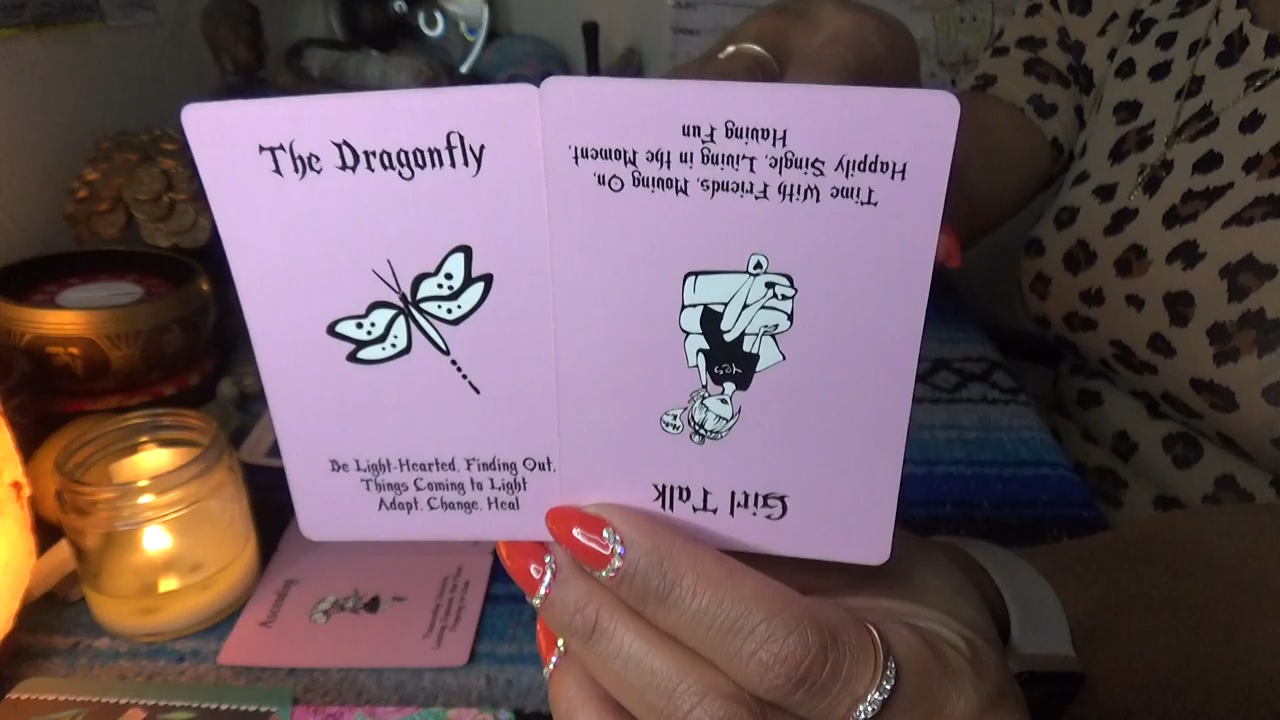 The Dragonfly
Be Light-Hearted, Finding Out,
Things Coming to Light
Adapt, Change, Heal
Girl Talk
YES
Time With Friends, Moving On,
Happily Single, Living in the Moment,
Having Fun
Ascending